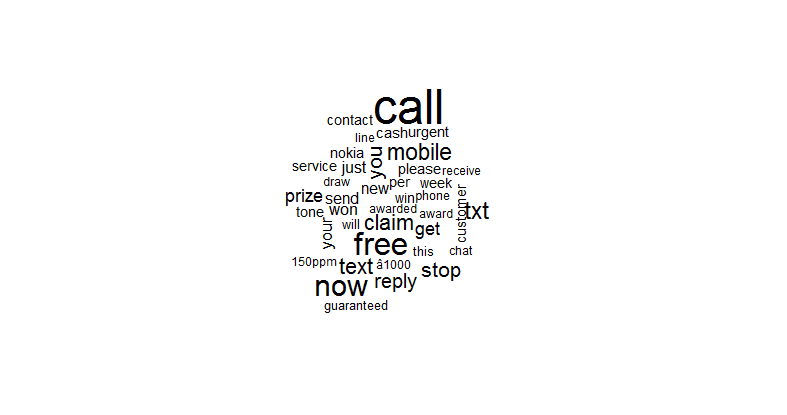 call
contact
cashurgent
line
you
mobile
nokia
service
just
please
receive
draw
new
per
week
prize
send
win
phone
customer
tone
won
awarded
award
txt
your
will
claim
get
free
this
chat
150ppm
text
â1000
stop
now
reply
guaranteed